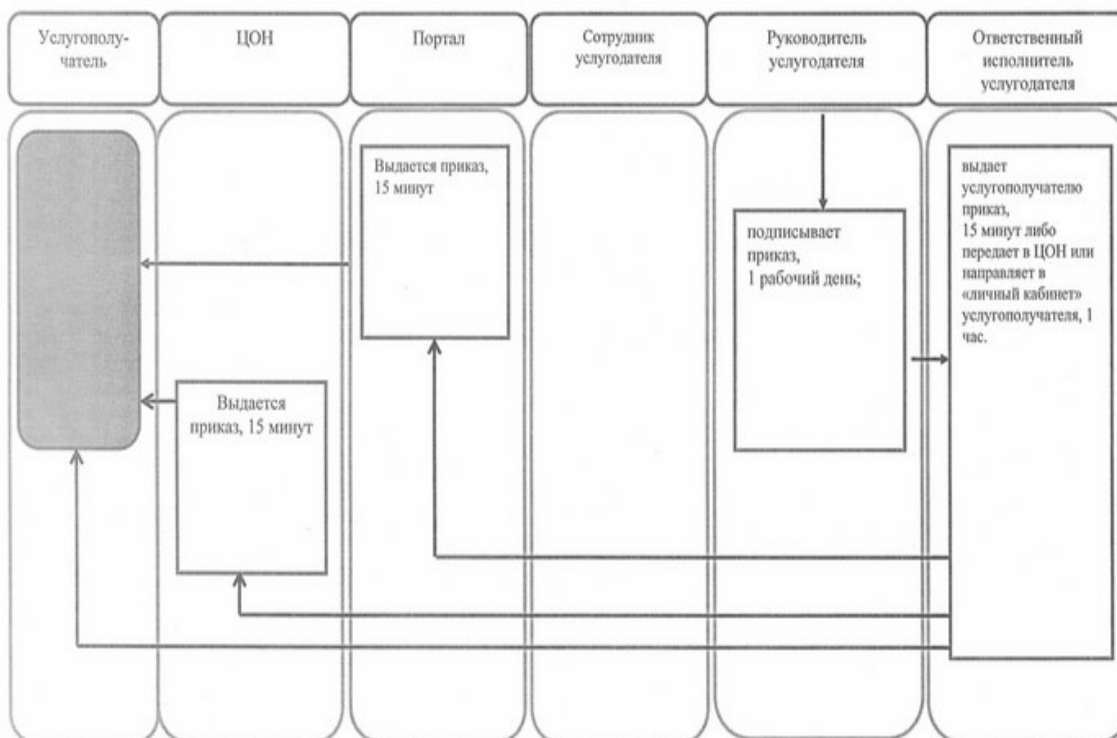 Услугополу-
чатель
ЦОН
Портал
Сотрудник
услугодателя
Руководитель
услугодателя
Ответственный
исполнитель
услугодателя
Выдается приказ,
15 минут
подписывает
приказ,
1 рабочий день;
выдает
услугополучателю
приказ,
15 минут либо
передает в ЦОН или
направляет в
«личный кабинет»
услугополучателя, 1
час.
Выдается
приказ, 15 минут